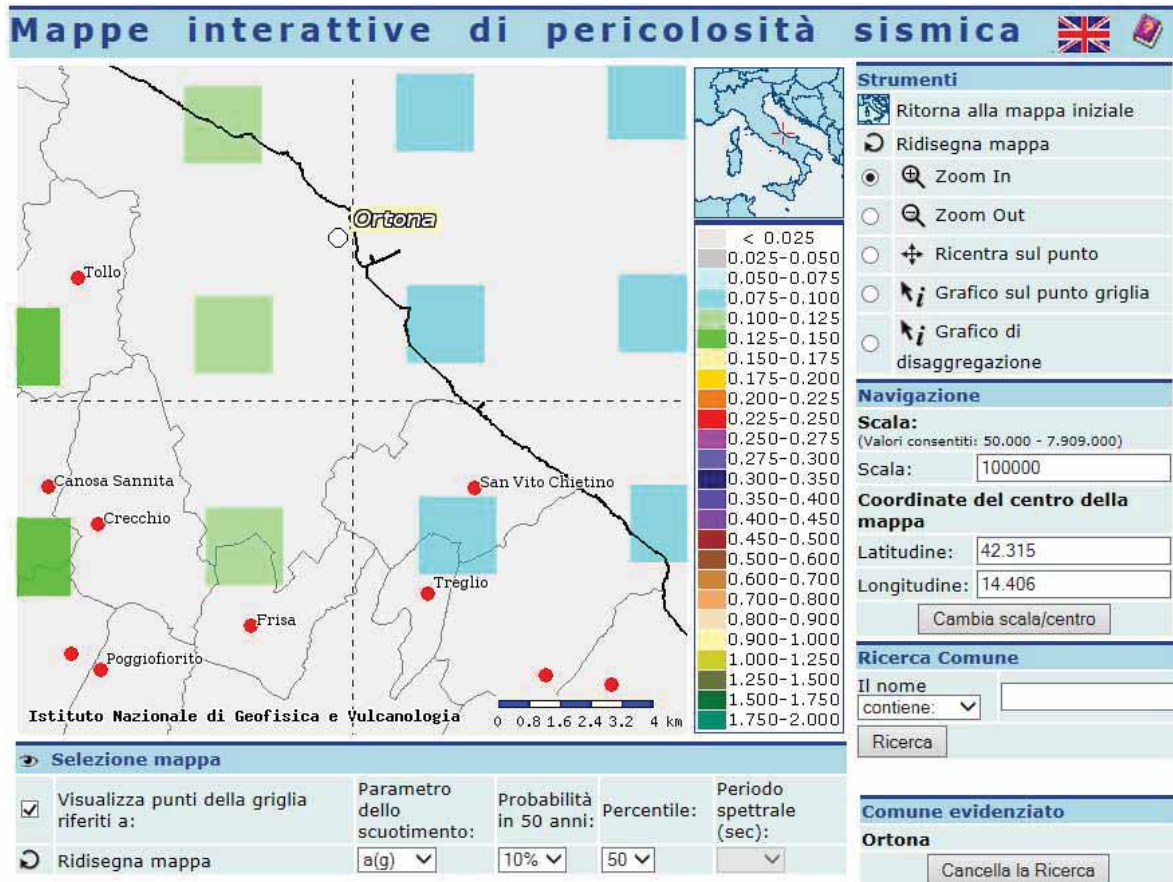 Mappe interattive di pericolosità sismica
Ortona
Tollo
Canosa Sannita
Crecchio
San Vito Chietino
Treglio
Frisa
Poggiofiorito
Istituto Nazionale di Geofisica e Vulcanologia
0 0.8 1.6 2.4 3.2 4 km
< 0.025
0.025-0.050
0.050-0.075
0.075-0.100
0.100-0.125
0.125-0.150
0.150-0.175
0.175-0.200
0.200-0.225
0.225-0.250
0.250-0.275
0.275-0.300
0.300-0.350
0.350-0.400
0.400-0.450
0.450-0.500
0.500-0.600
0.600-0.700
0.700-0.800
0.800-0.900
0.900-1.000
1.000-1.250
1.250-1.500
1.500-1.750
1.750-2.000
Strumenti
Ritorna alla mappa iniziale
Ridisegna mappa
Zoom In
Zoom Out
Ricentra sul punto
i Grafico sul punto griglia
i Grafico di
disaggregazione
Navigazione
Scala:
(Valori consentiti: 50.000 - 7.909.000)
Scala: 100000
Coordinate del centro della
mappa
Latitudine: 42.315
Longitudine: 14.406
Cambia scala/centro
Ricerca Comune
Il nome
contiene:
Ricerca
Comune evidenziato
Ortona
Cancella la Ricerca
Selezione mappa
Visualizza punti della griglia
riferiti a:
Parametro
dello
scuotimento:
Probabilità
in 50 anni:
Percentile:
Periodo
spettrale
(sec):
Ridisegna mappa
a(g)
10%
50